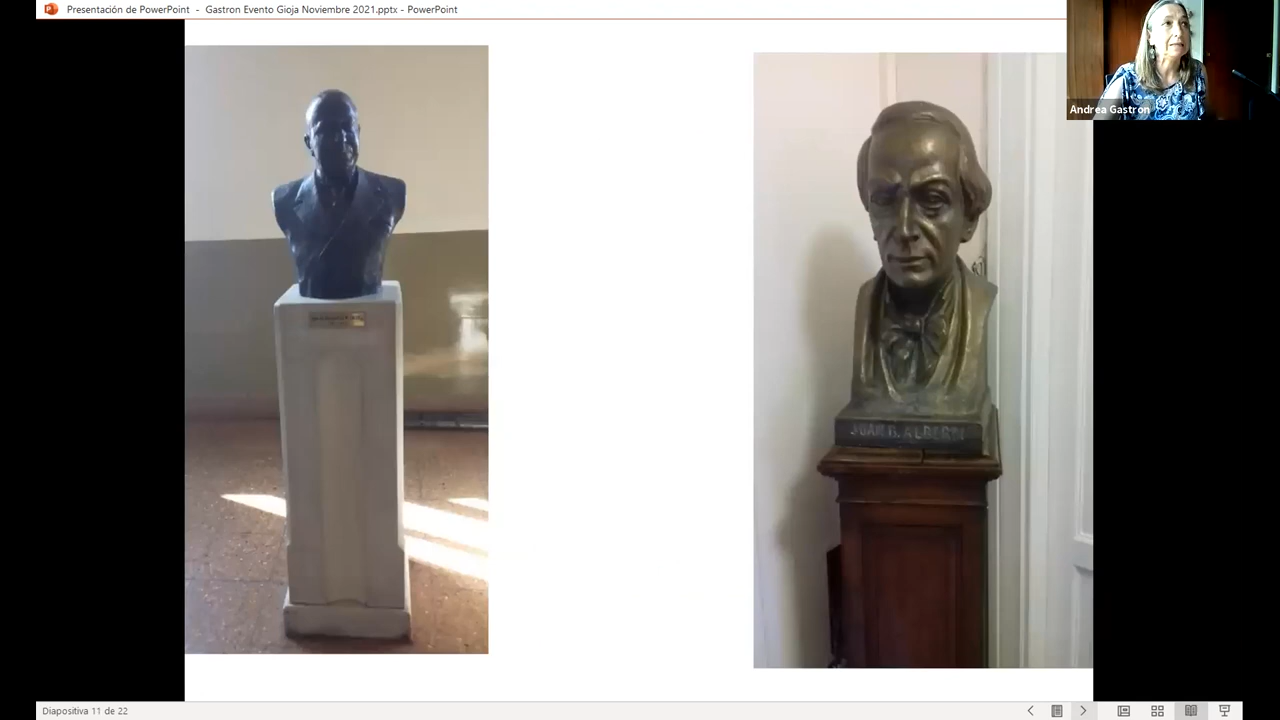 Presentación de PowerPoint - Gastron Evento Gioja Noviembre 2021.pptx - PowerPoint
Andrea Gastron
JUAN B. ALBERDI
Diapositiva 11 de 22